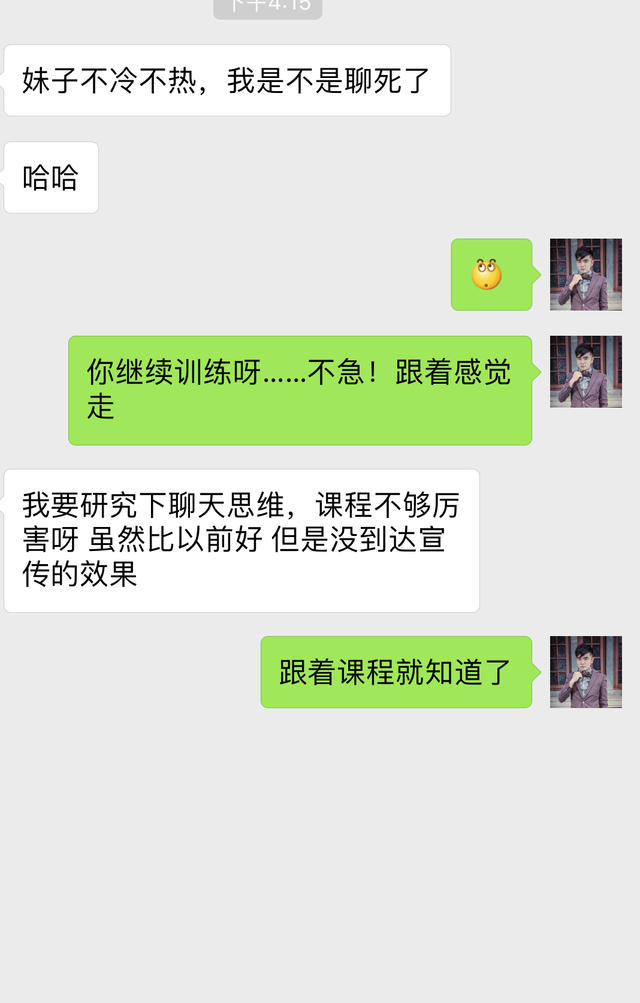 下午4:15
妹子不冷不热，我是不是聊死了
哈哈
你继续训练呀……不急！跟着感觉
走
我要研究下聊天思维，课程不够厉
害呀 虽然比以前好 但是没到达宣
传的效果
跟着课程就知道了